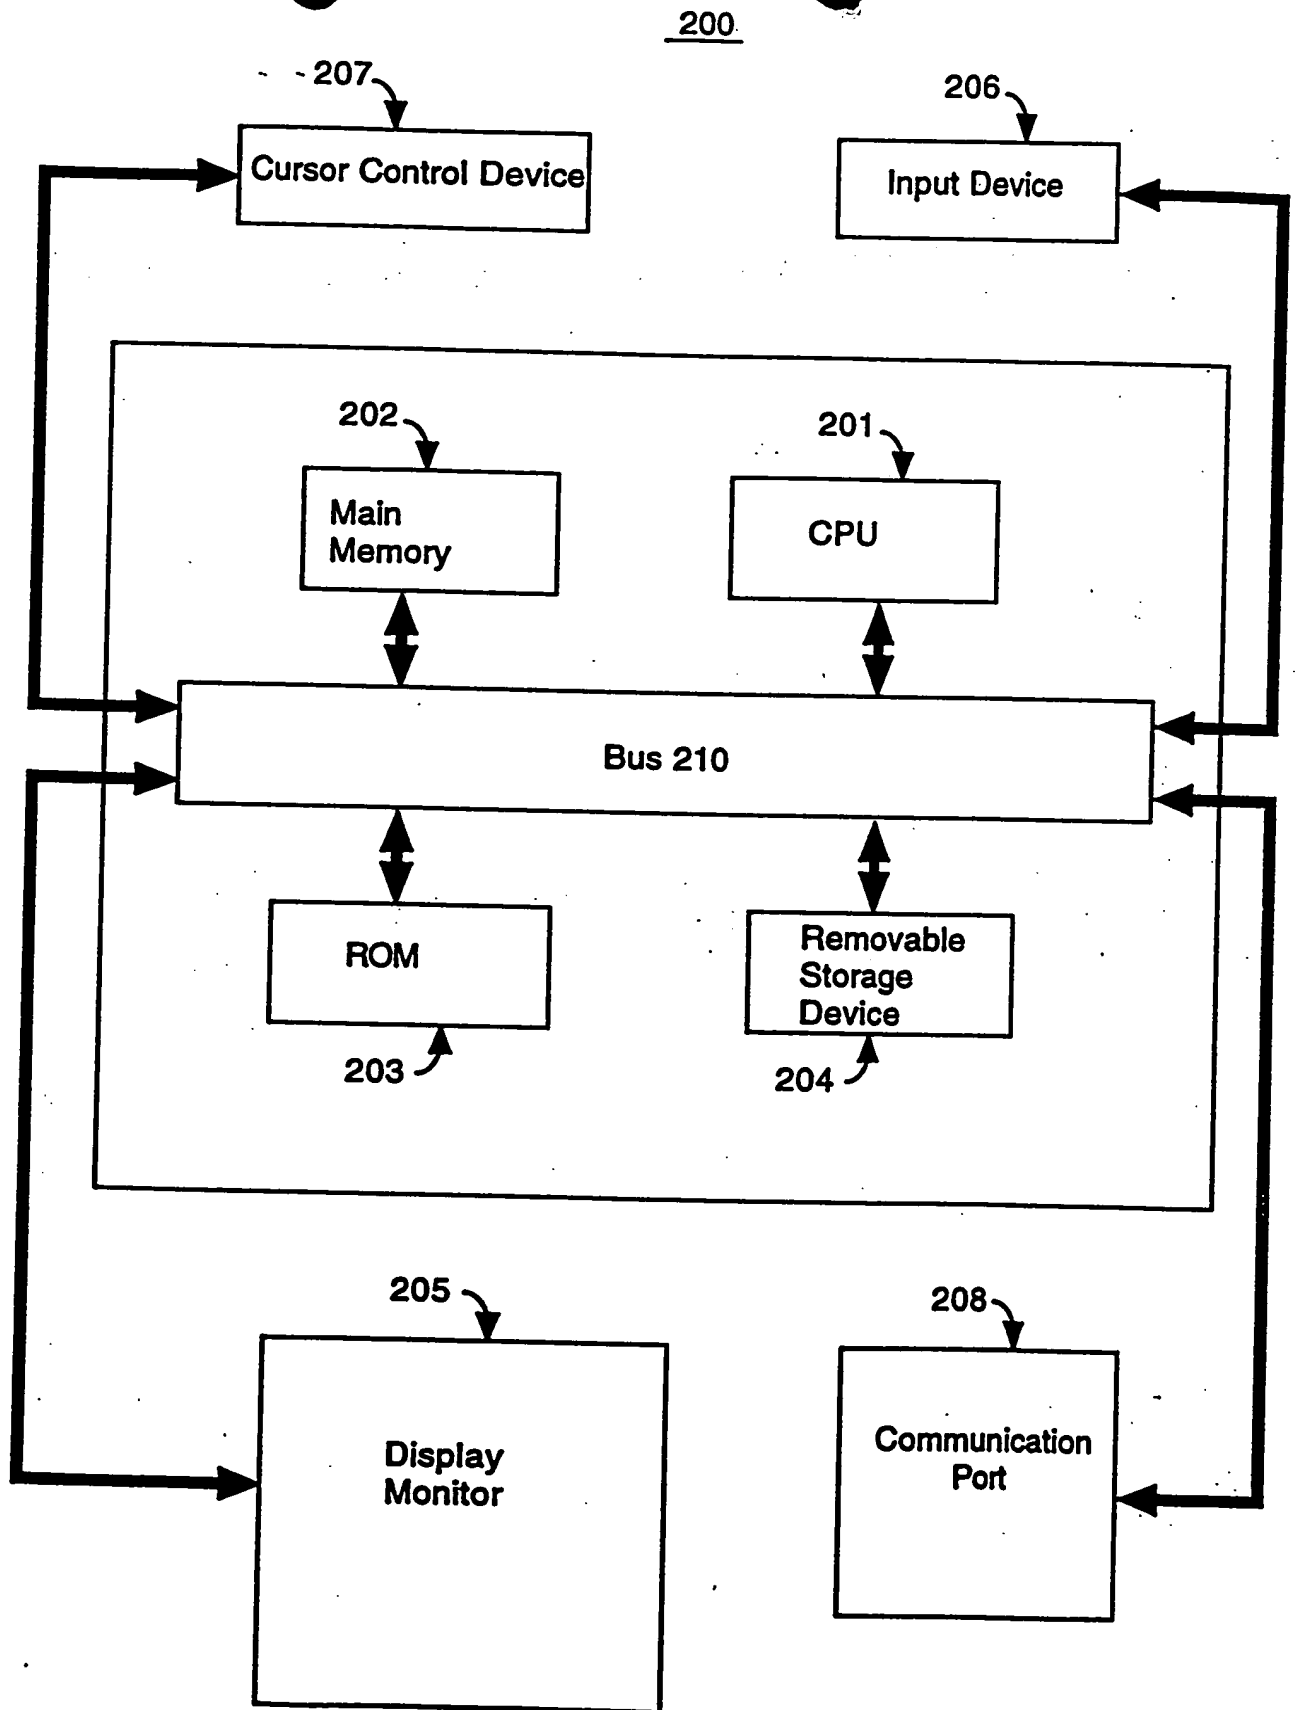 200
207
206
Cursor Control Device
Input Device
202
201
Main
Memory
CPU
Bus 210
ROM
Removable
Storage
Device
203
204
205
208
Display
Monitor
Communication
Port